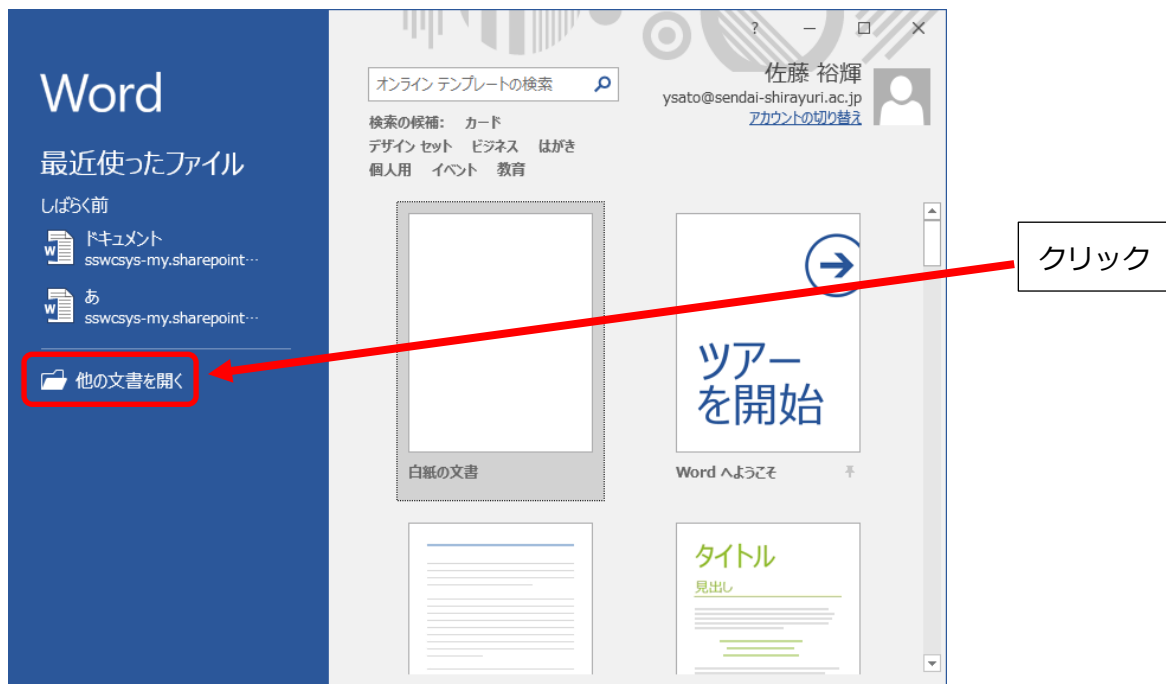 Word
最近使ったファイル
しばらく前
ドキュメント
sswcsys-my.sharepoint…
あ
sswcsys-my.sharepoint…
他の文書を開く
?
オンライン テンプレートの検索
佐藤 裕輝
ysato@sendai-shirayuri.ac.jp
アカウントの切り替え
検索の候補: カード
デザイン セット ビジネス はがき
個人用 イベント 教育
白紙の文書
ツアー
を開始
Word へようこそ
タイトル
見出し
クリック